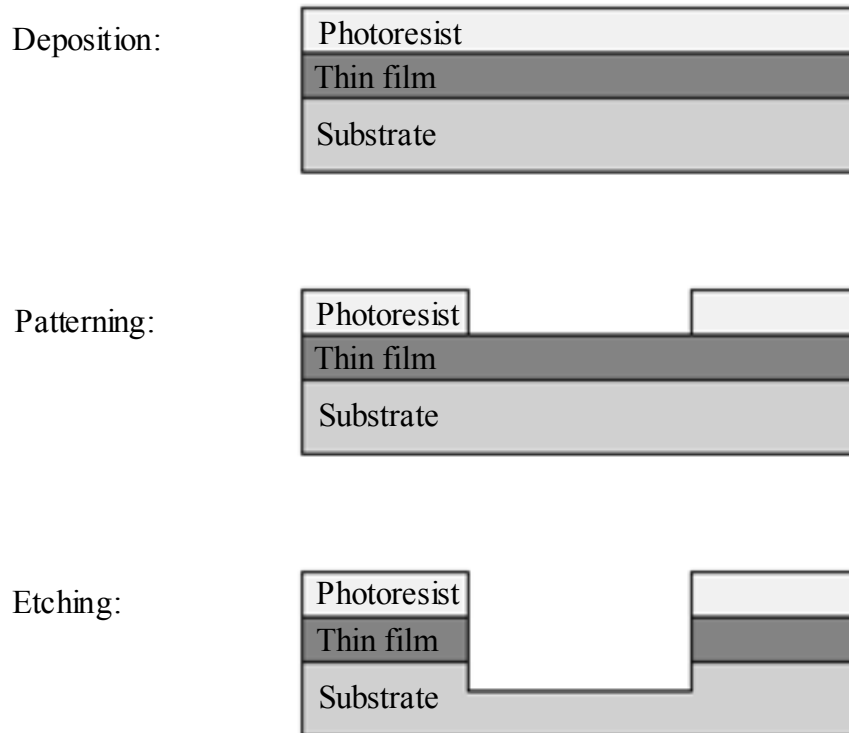 Deposition:
Photoresist
Thin film
Substrate
Patterning:
Photoresist
Thin film
Substrate
Etching:
Photoresist
Thin film
Substrate